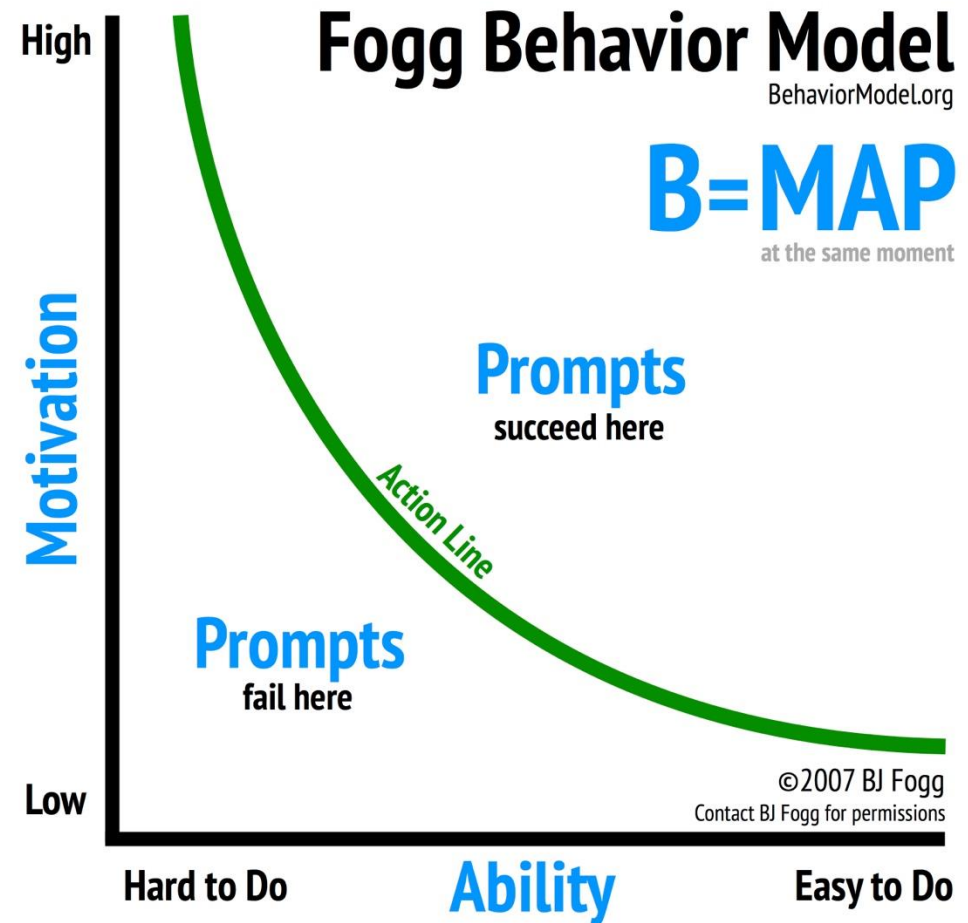 High
Fogg Behavior Model
BehaviorModel.org
B=MAP
at the same moment
Motivation
Prompts
succeed here
Action Line
Prompts
fail here
©2007 BJ Fogg
Contact BJ Fogg for permissions
Low
Hard to Do
Ability
Easy to Do